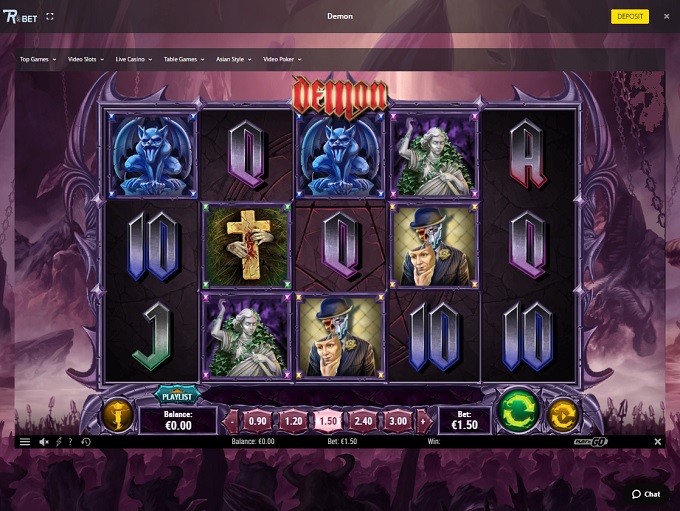 R BET
Demon
DEPOSIT
Top Games
Video Slots
Live Casino
Table Games
Asian Style
Video Poker
Demon
Q
A
10
Q
Q
J
10
10
PLAYLIST
Balance:
€0.00
-
0.90
1.20
1.50
2.40
3.00
+
Bet:
€1.50
? Balance: €0.00 Bet: €1.50 Win: PLAY'N GO
Chat